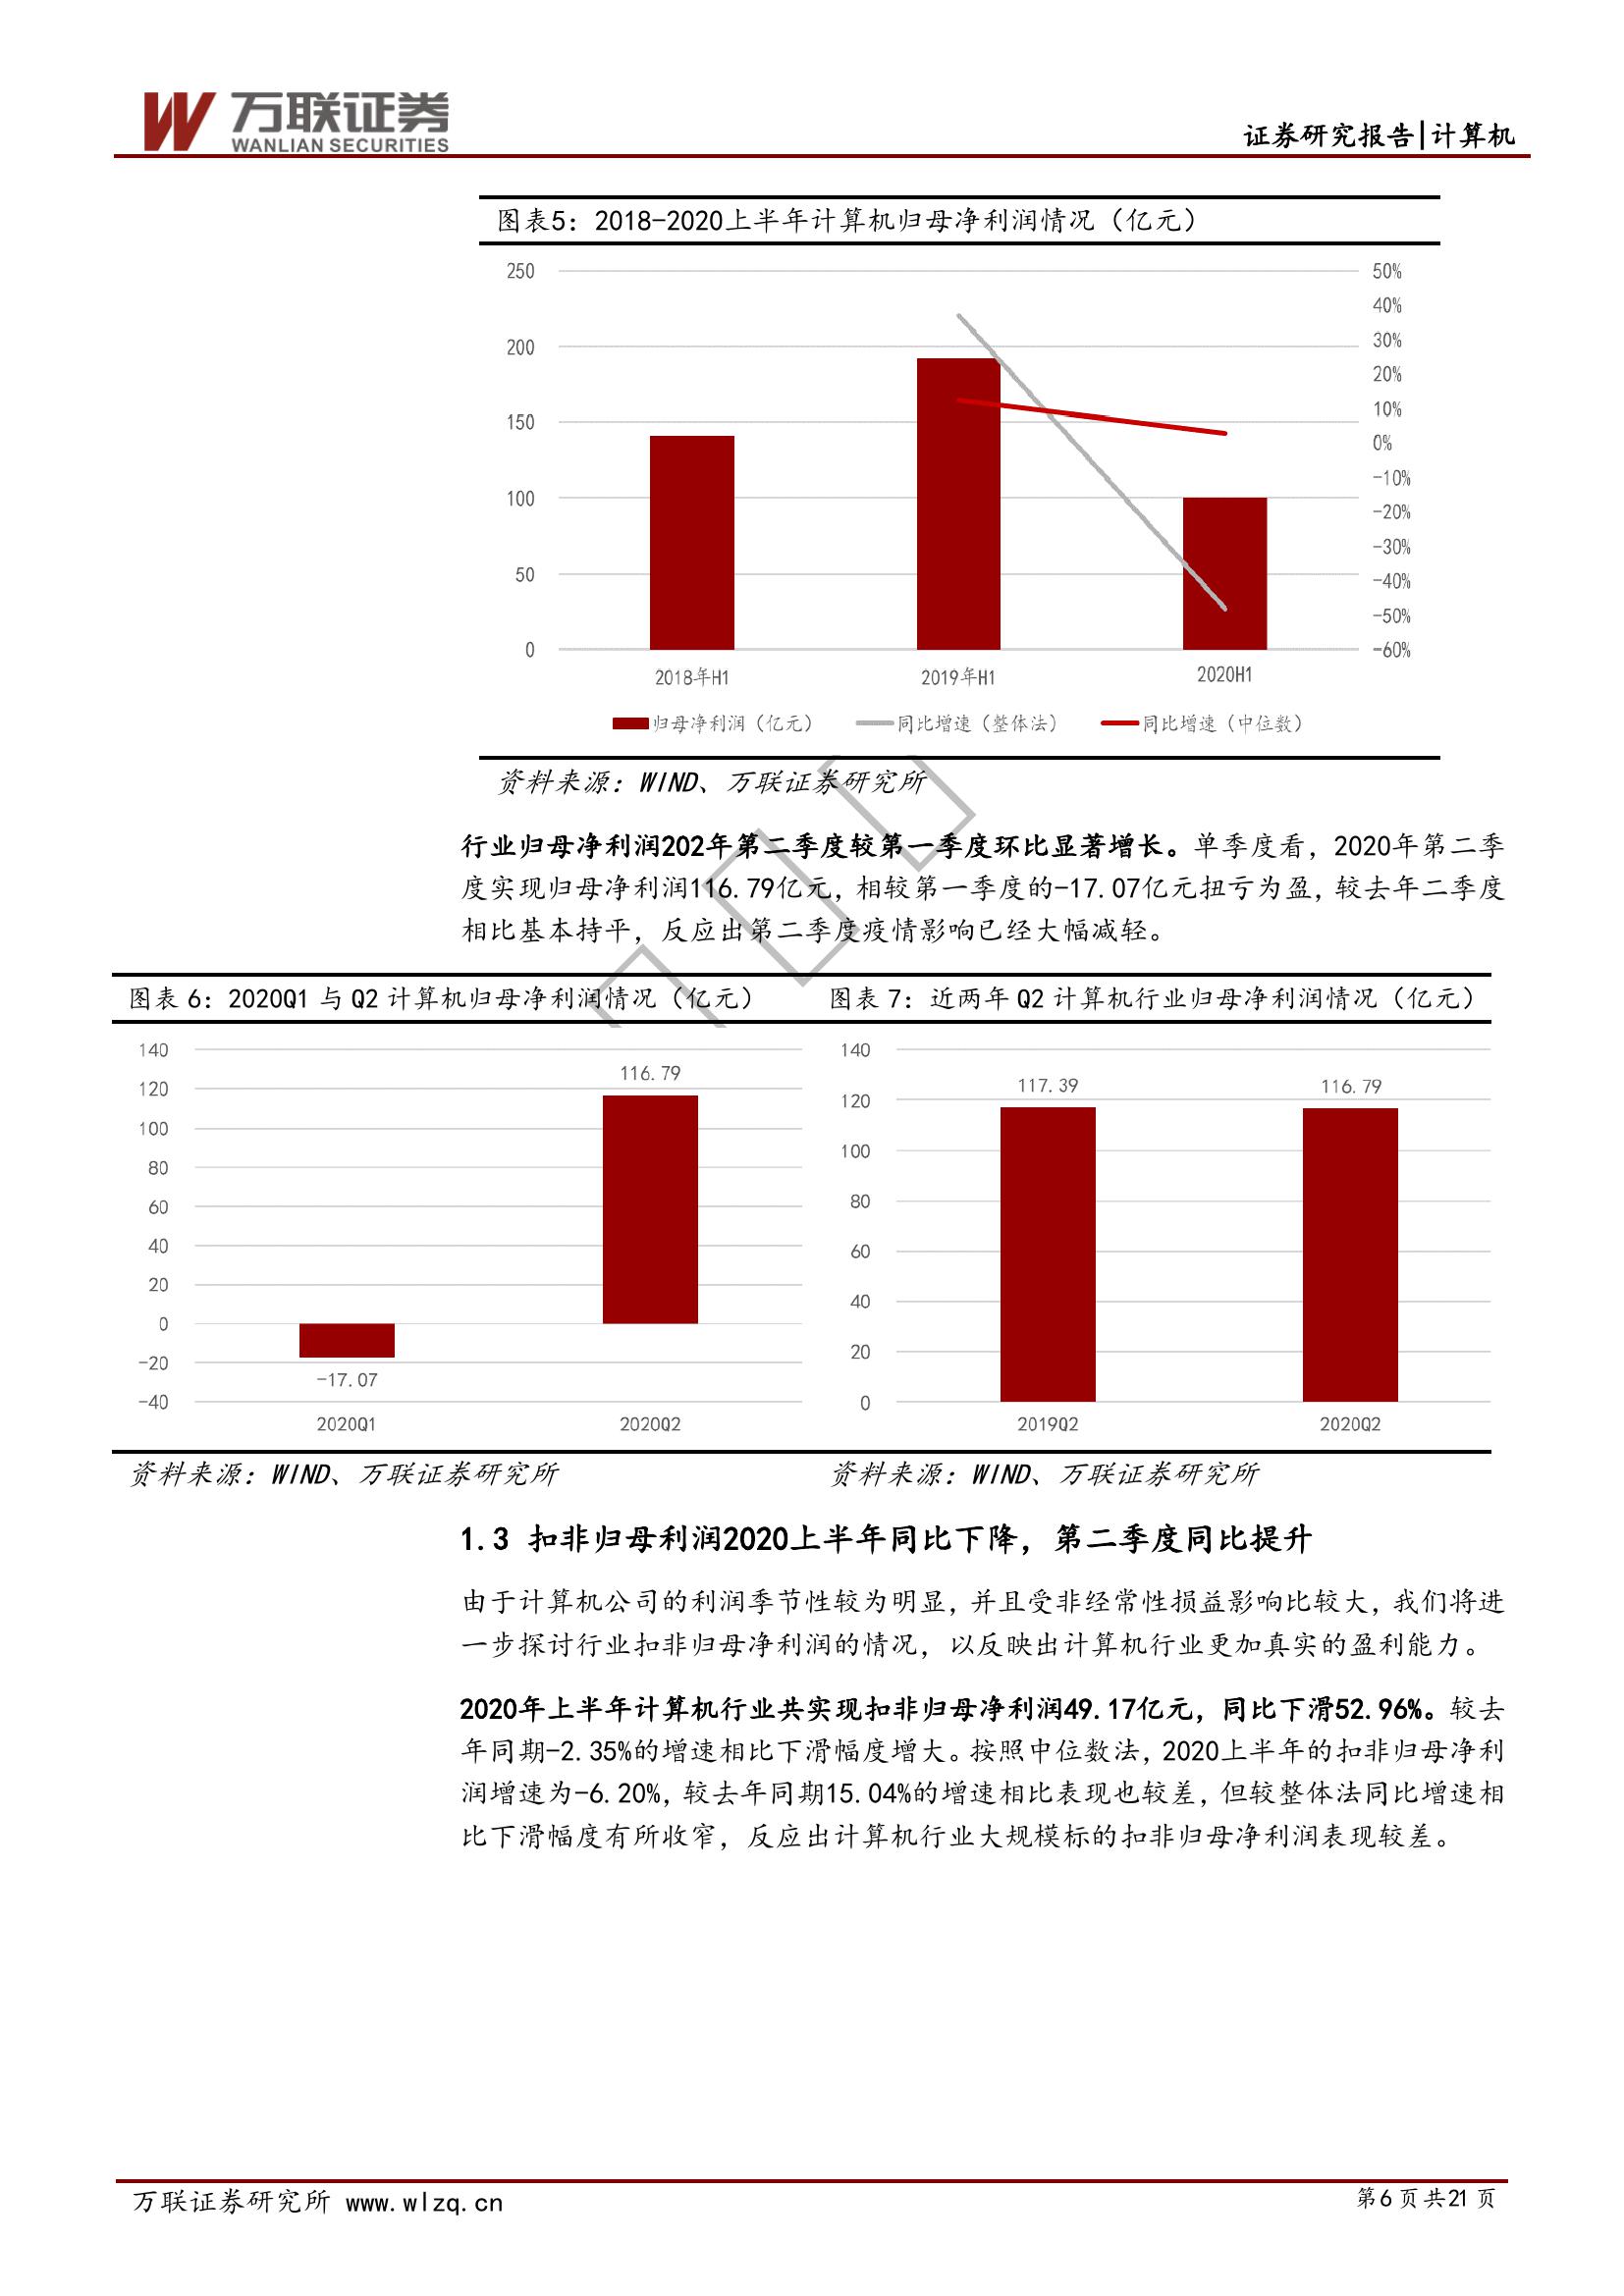 万联证券
WANLIAN SECURITIES
证券研究报告|计算机
图表5：2018-2020上半年计算机归母净利润情况（亿元）
250
200
150
100
50
0
50%
40%
30%
20%
10%
0%
-10%
-20%
-30%
-40%
-50%
-60%
2018年H1 2019年H1 2020H1
归母净利润（亿元） 同比增速（整体法） 同比增速（中位数）
资料来源：WIND、万联证券研究所
行业归母净利润202年第二季度较第一季度环比显著增长。单季度看，2020年第二季
度实现归母净利润116.79亿元，相较第一季度的-17.07亿元扭亏为盈，较去年二季度
相比基本持平，反应出第二季度疫情影响已经大幅减轻。
图表 6：2020Q1 与 Q2 计算机归母净利润情况（亿元）
140
120
100
80
60
40
20
0
-20
-40
116.79
-17.07
2020Q1 2020Q2
资料来源：WIND、万联证券研究所
图表 7：近两年 Q2 计算机行业归母净利润情况（亿元）
140
120
100
80
60
40
20
0
117.39 116.79
2019Q2 2020Q2
资料来源：WIND、万联证券研究所
1.3 扣非归母利润2020上半年同比下降，第二季度同比提升
由于计算机公司的利润季节性较为明显，并且受非经常性损益影响比较大，我们将进
一步探讨行业扣非归母净利润的情况，以反映出计算机行业更加真实的盈利能力。
2020年上半年计算机行业共实现扣非归母净利润49.17亿元，同比下滑52.96%。较去
年同期-2.35%的增速相比下滑幅度增大。按照中位数法，2020上半年的扣非归母净利
润增速为-6.20%，较去年同期15.04%的增速相比表现也较差，但较整体法同比增速相
比下滑幅度有所收窄，反应出计算机行业大规模标的扣非归母净利润表现较差。
万联证券研究所 www.wlzq.cn
第6页共21页